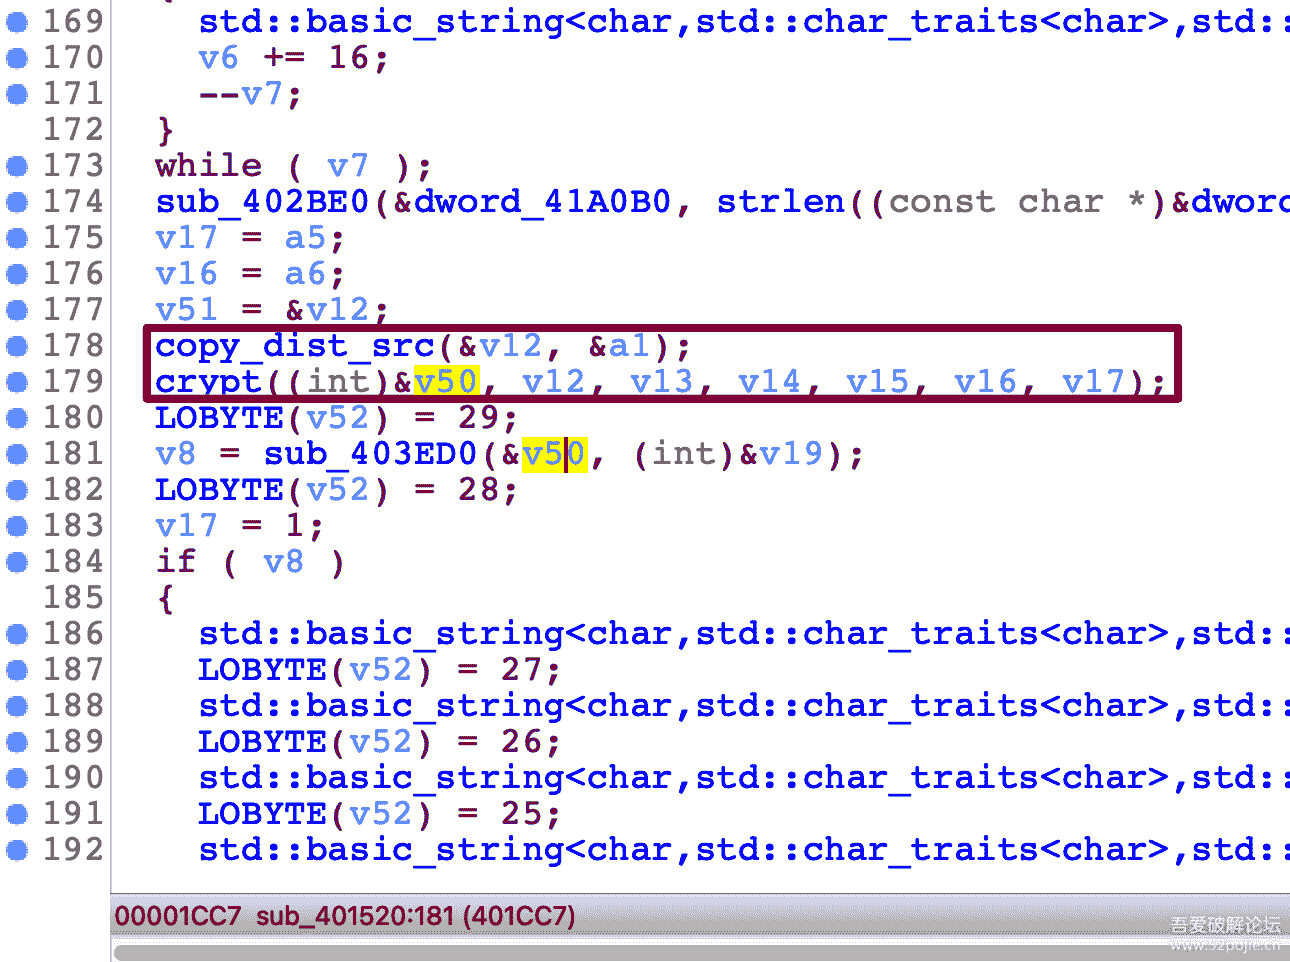 169 std::basic_string<char,std::char_traits<char>,std::
170 v6 += 16;
171 --v7;
172 }
173 while ( v7 );
174 sub_402BE0(&dword_41A0B0, strlen((const char *)&dword
175 v17 = a5;
176 v16 = a6;
177 v51 = &v12;
178 copy_dist_src(&v12, &a1);
179 crypt((int)&v50, v12, v13, v14, v15, v16, v17);
180 LOBYTE(v52) = 29;
181 v8 = sub_403ED0(&v50, (int)&v19);
182 LOBYTE(v52) = 28;
183 v17 = 1;
184 if ( v8 )
185 {
186 std::basic_string<char,std::char_traits<char>,std::
187 LOBYTE(v52) = 27;
188 std::basic_string<char,std::char_traits<char>,std::
189 LOBYTE(v52) = 26;
190 std::basic_string<char,std::char_traits<char>,std::
191 LOBYTE(v52) = 25;
192 std::basic_string<char,std::char_traits<char>,std::
00001CC7 sub_401520:181 (401CC7)
吾爱破解论坛
www.52pojie.cn